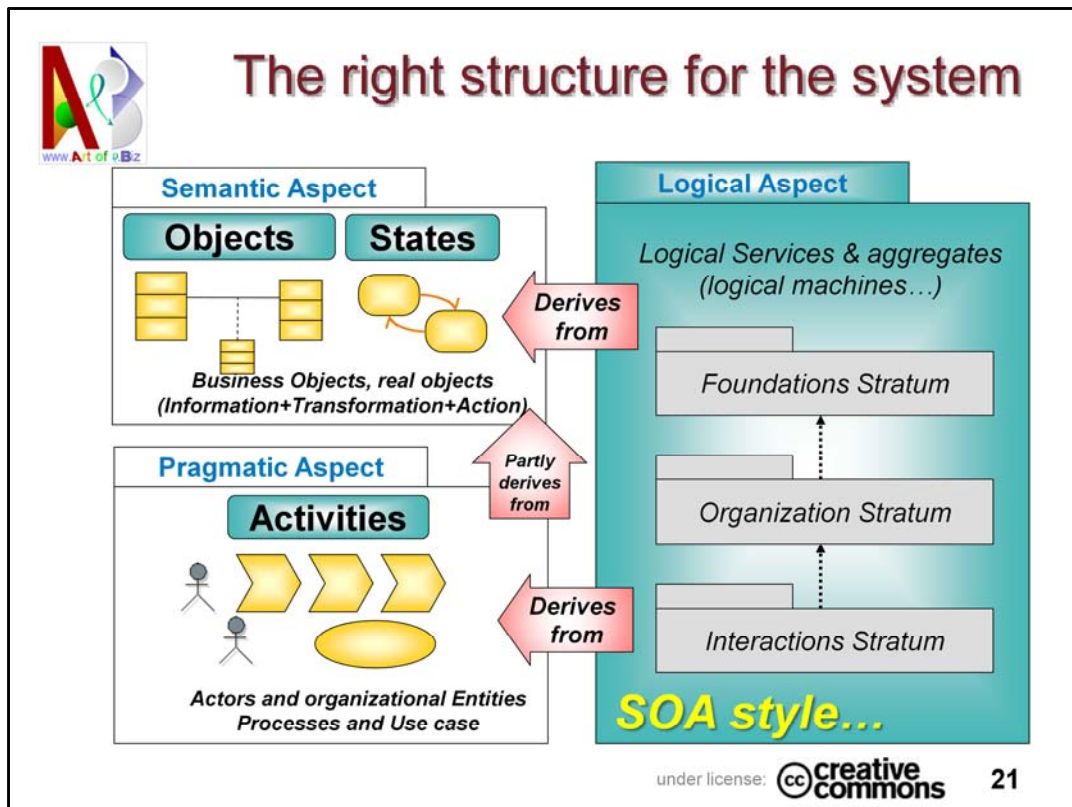 The right structure for the system
www.Art of e.Biz
Semantic Aspect
Objects
States
Business Objects, real objects
(Information+Transformation+Action)
Derives
from
Partly
derives
from
Pragmatic Aspect
Activities
Actors and organizational Entities
Processes and Use case
Derives
from
Logical Aspect
Logical Services & aggregates
(logical machines…)
Foundations Stratum
Organization Stratum
Interactions Stratum
SOA style…
under license:
cc creative
commons
21